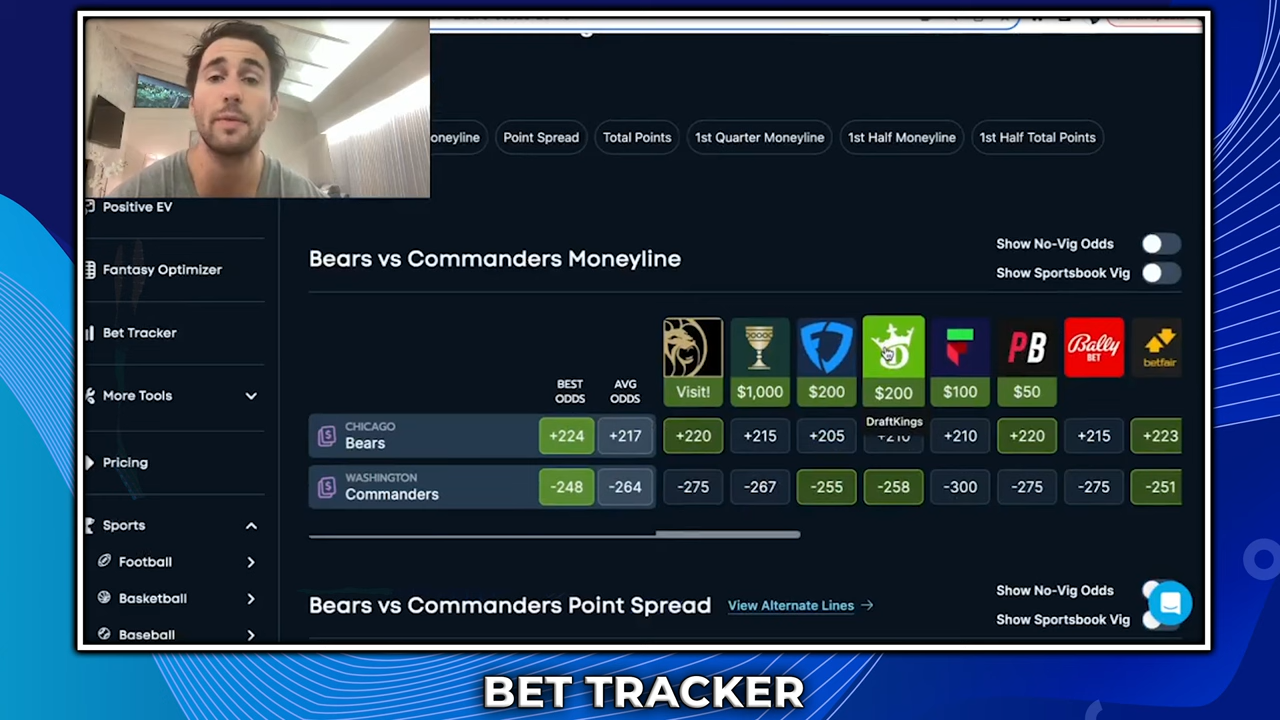 oneyline
Point Spread
Total Points
1st Quarter Moneyline
1st Half Moneyline
1st Half Total Points
Positive EV
Fantasy Optimizer
Bet Tracker
More Tools
Pricing
Sports
Football
Basketball
Baseball
Bears vs Commanders Moneyline
Show No-Vig Odds
Show Sportsbook Vig
PB
Bally
BET
betfair
BEST ODDS
AVG ODDS
Visit!
$1,000
$200
$200
$100
$50
DraftKings
CHICAGO
Bears
+224
+217
+220
+215
+205
+210
+210
+220
+215
+223
WASHINGTON
Commanders
-248
-264
-275
-267
-255
-258
-300
-275
-275
-251
Bears vs Commanders Point Spread
View Alternate Lines →
Show No-Vig Odds
Show Sportsbook Vig
BET TRACKER